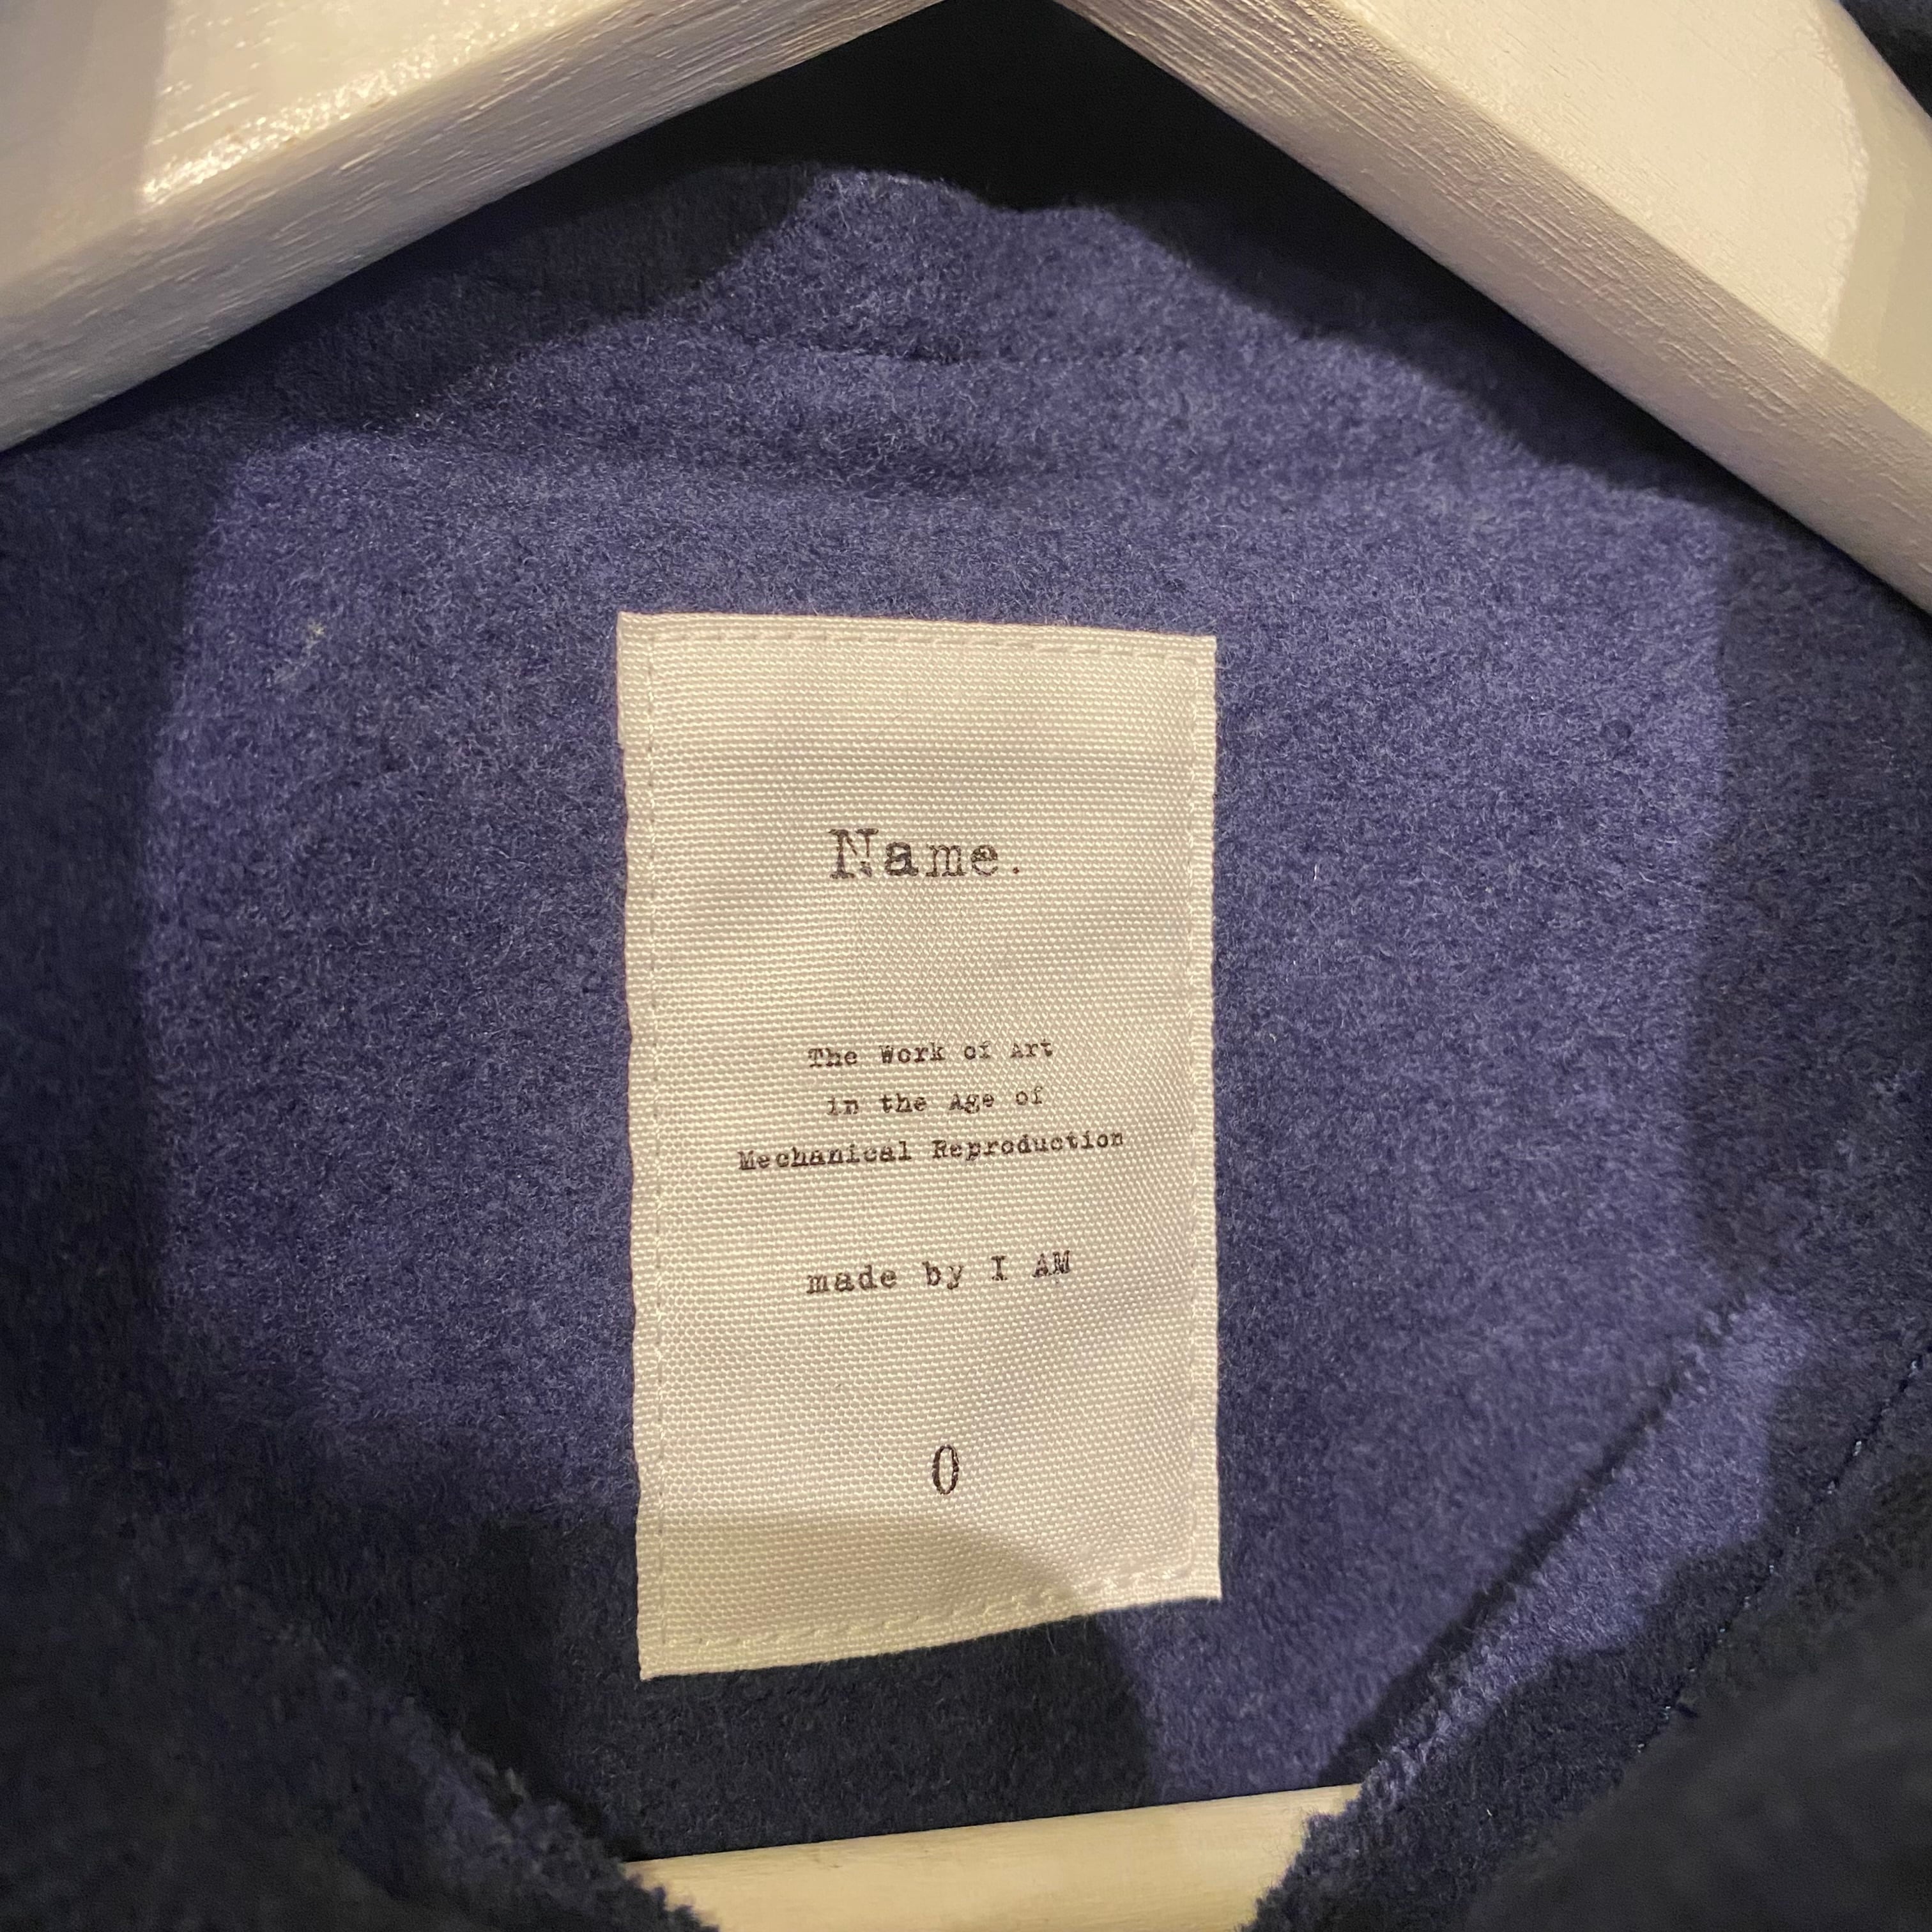 Name.
The Work of Art
in the Age of
Mechanical Reproduction
made by I AM
0